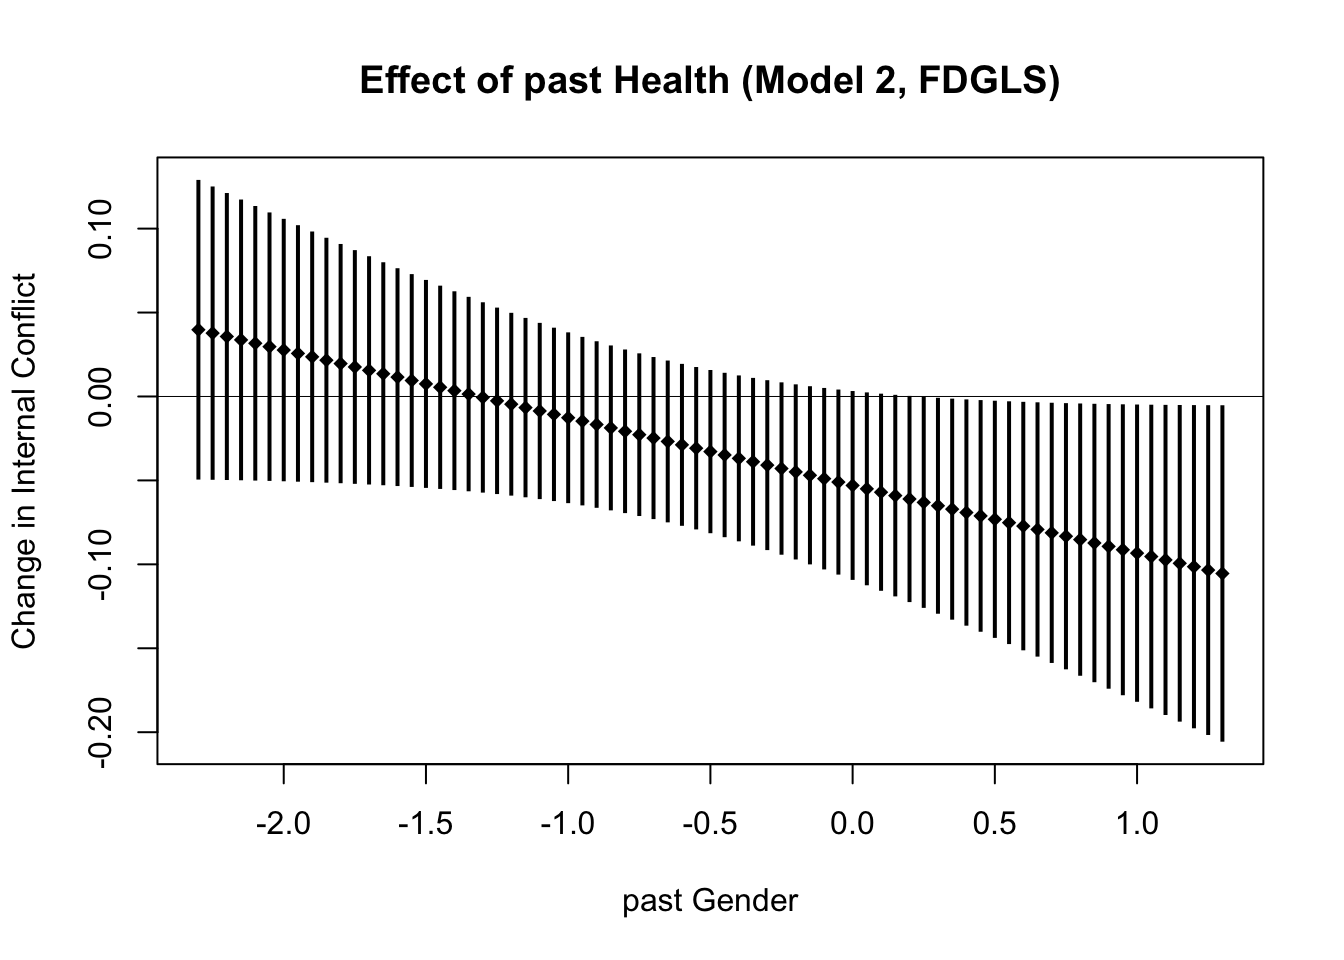 Effect of past Health (Model 2, FDGLS)
Change in Internal Conflict
0.10
0.00
-0.10
-0.20
-2.0 -1.5 -1.0 -0.5 0.0 0.5 1.0
past Gender